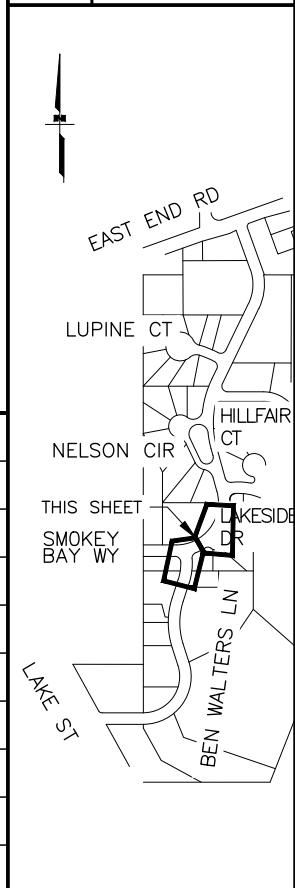 N
EAST END RD
LUPINE CT
HILLFAIR
CT
NELSON CIR
THIS SHEET
LAKESIDE
DR
SMOKEY
BAY WY
BEN WALTERS LN
LAKE ST